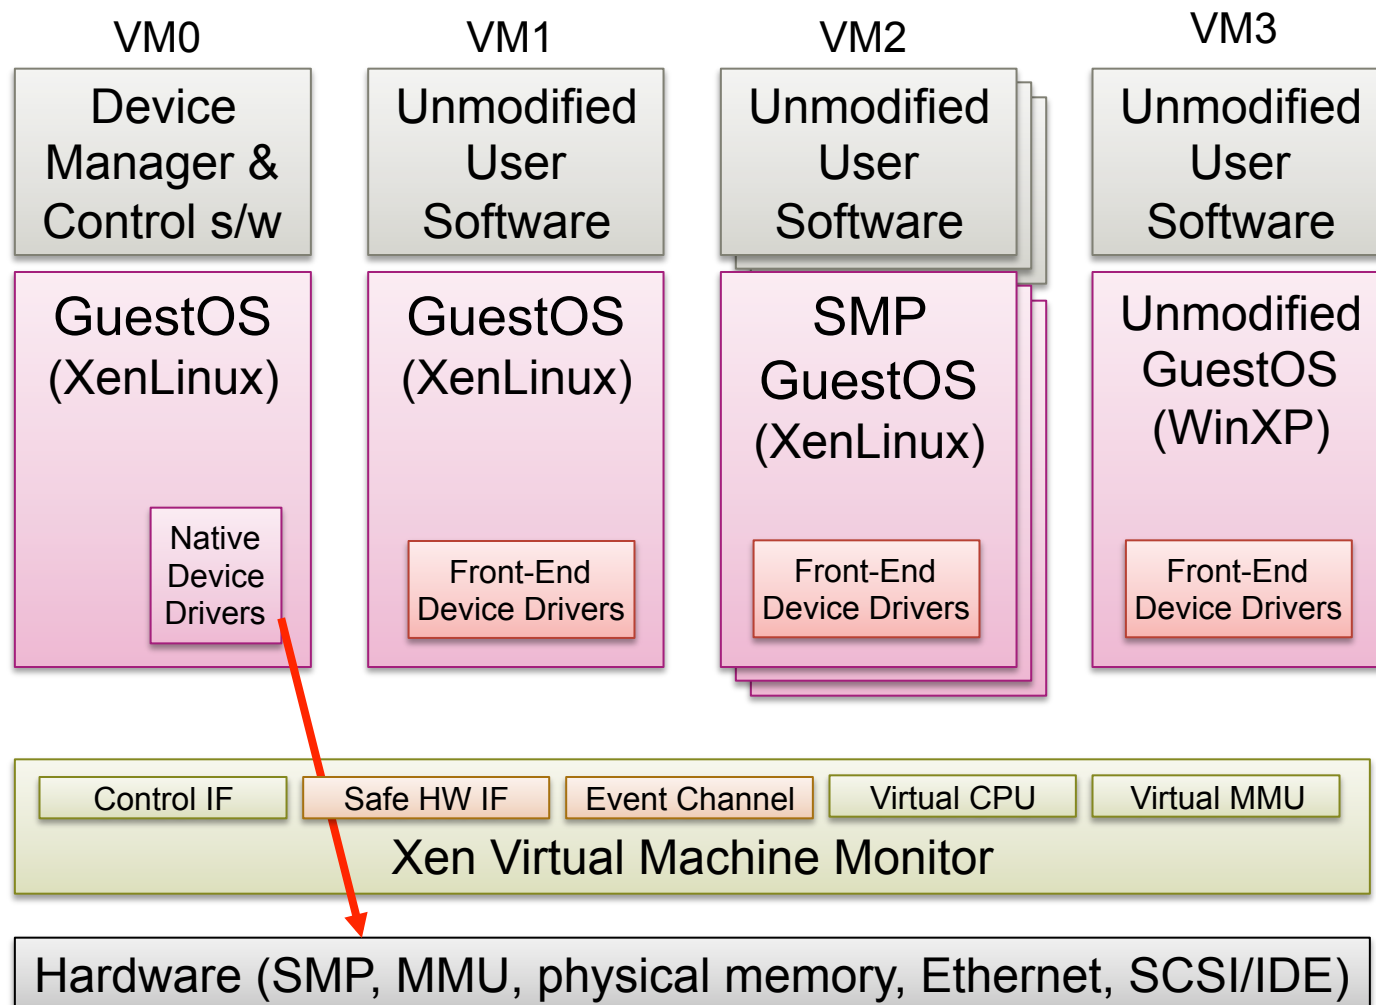 VM0
Device
Manager &
Control s/w
GuestOS
(XenLinux)
Native
Device
Drivers
VM1
Unmodified
User
Software
GuestOS
(XenLinux)
Front-End
Device Drivers
VM2
Unmodified
User
Software
SMP
GuestOS
(XenLinux)
Front-End
Device Drivers
VM3
Unmodified
User
Software
Unmodified
GuestOS
(WinXP)
Front-End
Device Drivers
Control IF
Safe HW IF
Event Channel
Virtual CPU
Virtual MMU
Xen Virtual Machine Monitor
Hardware (SMP, MMU, physical memory, Ethernet, SCSI/IDE)